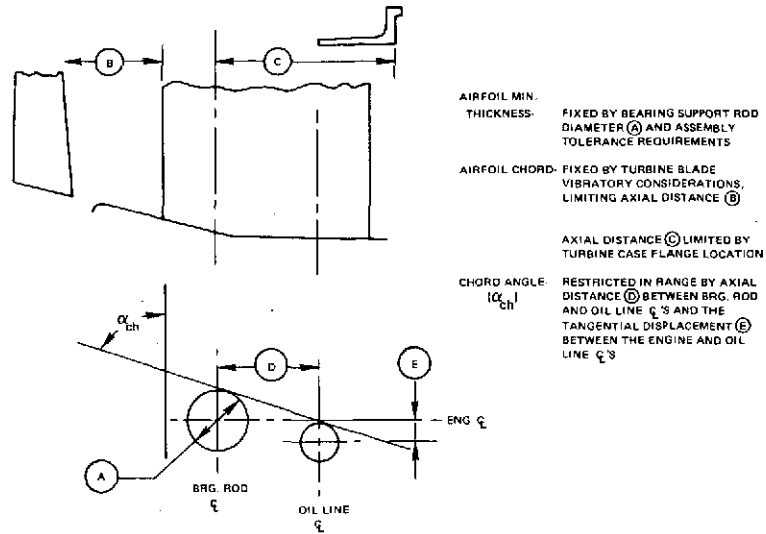 B
C
AIRFOIL MIN.
THICKNESS- FIXED BY BEARING SUPPORT ROD
DIAMETER Ⓐ AND ASSEMBLY
TOLERANCE REQUIREMENTS
AIRFOIL CHORD- FIXED BY TURBINE BLADE
VIBRATORY CONSIDERATIONS,
LIMITING AXIAL DISTANCE Ⓑ
AXIAL DISTANCE Ⓒ LIMITED BY
TURBINE CASE FLANGE LOCATION
CHORD ANGLE- RESTRICTED IN RANGE BY AXIAL
|α_ch| DISTANCE Ⓓ BETWEEN BRG. ROD
AND OIL LINE ℄'S AND THE
TANGENTIAL DISPLACEMENT Ⓔ
BETWEEN THE ENGINE AND OIL
LINE ℄'S
α_ch
D
E
ENG ℄
A
BRG. ROD
℄
OIL LINE
℄